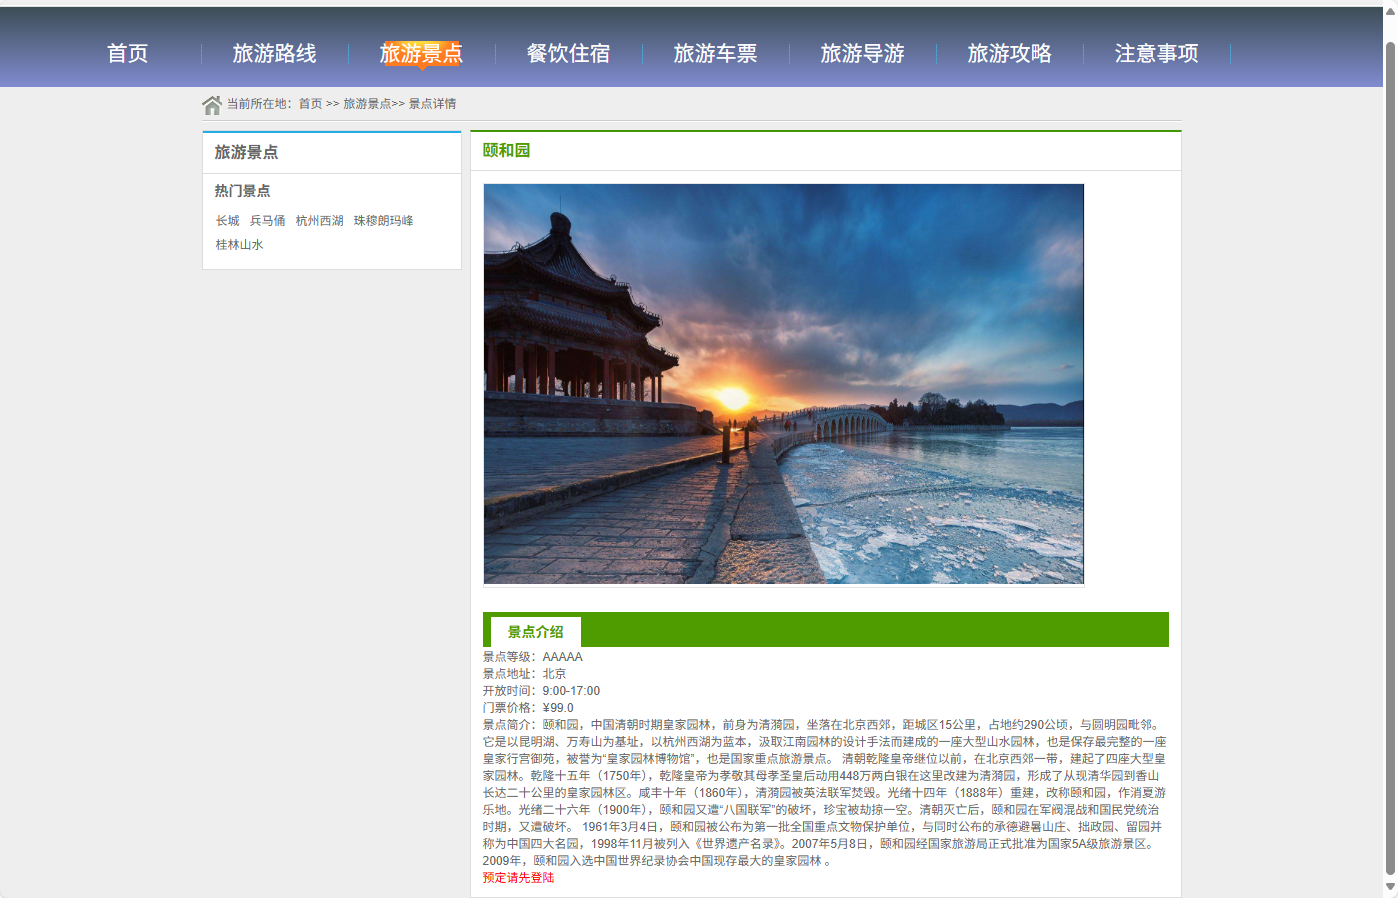 首页 旅游路线 旅游景点 餐饮住宿 旅游车票 旅游导游 旅游攻略 注意事项
当前所在地：首页 >> 旅游景点>> 景点详情
旅游景点
热门景点
长城 兵马俑 杭州西湖 珠穆朗玛峰
桂林山水
颐和园
景点介绍
景点等级：AAAAA
景点地址：北京
开放时间：9:00-17:00
门票价格：¥99.0
景点简介：颐和园，中国清朝时期皇家园林，前身为清漪园，坐落在北京西郊，距城区15公里，占地约290公顷，与圆明园毗邻。
它是以昆明湖、万寿山为基址，以杭州西湖为蓝本，汲取江南园林的设计手法而建成的一座大型山水园林，也是保存最完整的一座
皇家行宫御苑，被誉为“皇家园林博物馆”，也是国家重点旅游景点。 清朝乾隆皇帝继位以前，在北京西郊一带，建起了四座大型皇
家园林。乾隆十五年（1750年），乾隆皇帝为孝敬其母孝圣皇后动用448万两白银在这里改建为清漪园，形成了从现清华园到香山
长达二十公里的皇家园林区。咸丰十年（1860年），清漪园被英法联军焚毁。光绪十四年（1888年）重建，改称颐和园，作消夏游
乐地。光绪二十六年（1900年），颐和园又遭“八国联军”的破坏，珍宝被劫掠一空。清朝灭亡后，颐和园在军阀混战和国民党统治
时期，又遭破坏。 1961年3月4日，颐和园被公布为第一批全国重点文物保护单位，与同时公布的承德避暑山庄、拙政园、留园并
称为中国四大名园，1998年11月被列入《世界遗产名录》。2007年5月8日，颐和园经国家旅游局正式批准为国家5A级旅游景区。
2009年，颐和园入选中国世界纪录协会中国现存最大的皇家园林 。
预定请先登陆